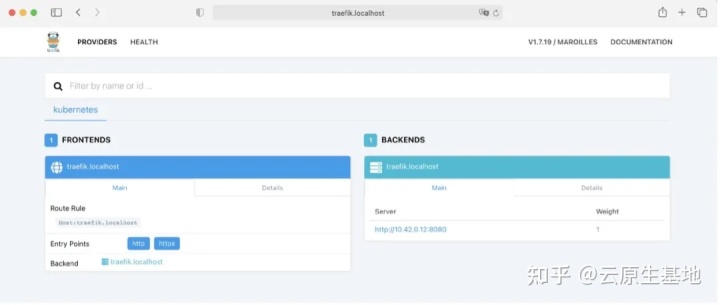 traefik.localhost
PROVIDERS
HEALTH
V1.7.19 / MAROILLES
DOCUMENTATION
Filter by name or id ...
kubernetes
1 FRONTENDS
traefik.localhost
Main
Details
Route Rule
Host:traefik.localhost
Entry Points
http
https
Backend
traefik.localhost
1 BACKENDS
traefik.localhost
Main
Details
Server
Weight
http://10.42.0.12:8080
1
知乎 @云原生基地